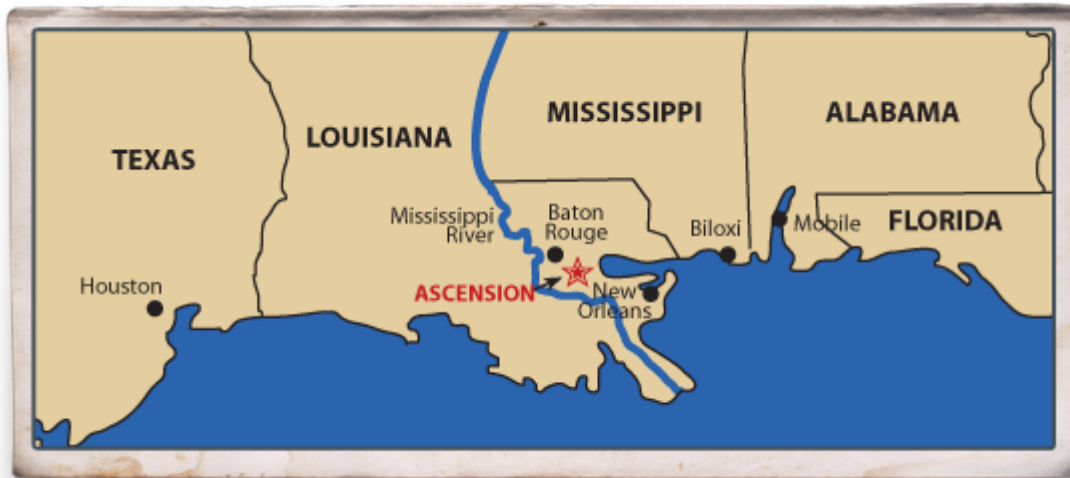 MISSISSIPPI
ALABAMA
LOUISIANA
TEXAS
Mississippi
River
Baton
Rouge
Biloxi
Mobile
FLORIDA
Houston
ASCENSION
New
Orleans